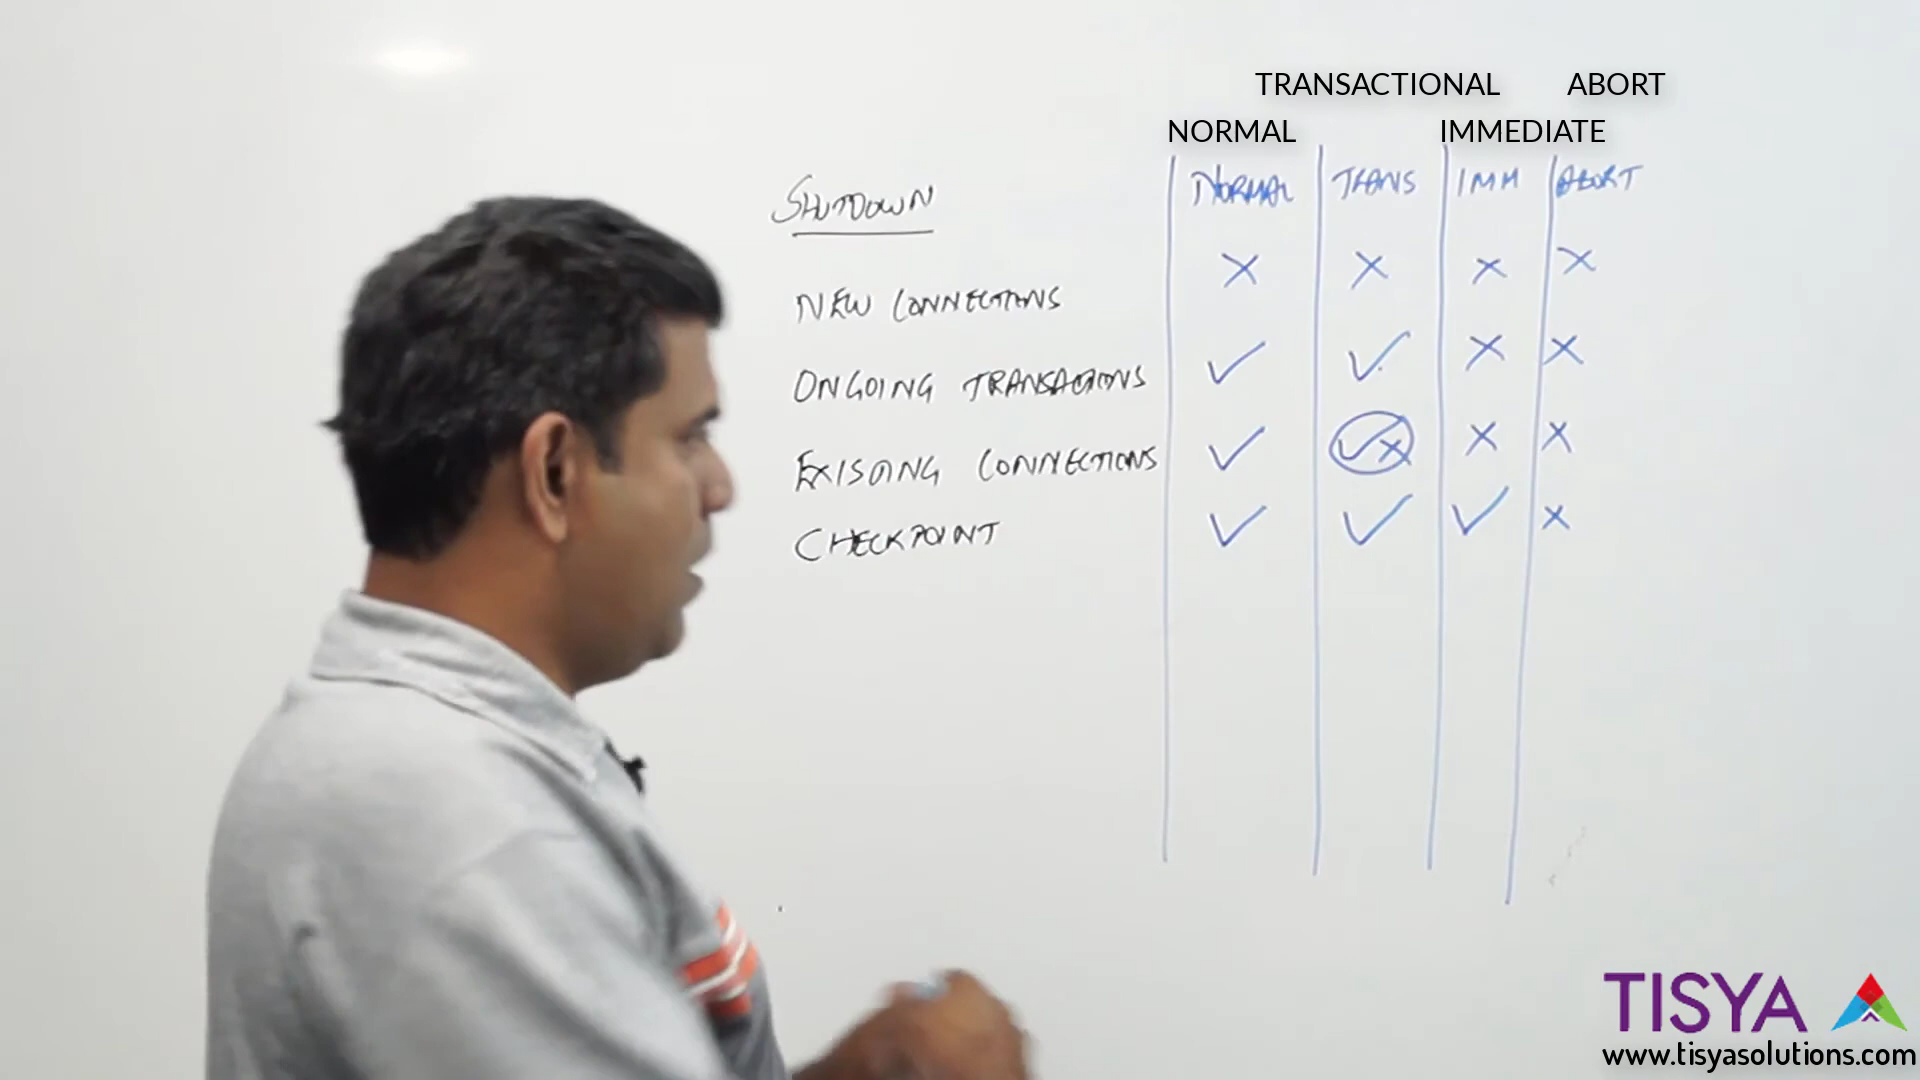 TRANSACTIONAL ABORT
NORMAL IMMEDIATE
SHUTDOWN NORMAL TRANS IMM ABORT
NEW CONNECTIONS X X X X
ONGOING TRANSACTIONS ✓ ✓ X X
EXISTING CONNECTIONS ✓ ✓X X X
CHECKPOINT ✓ ✓ ✓ X
TISYA
www.tisyasolutions.com